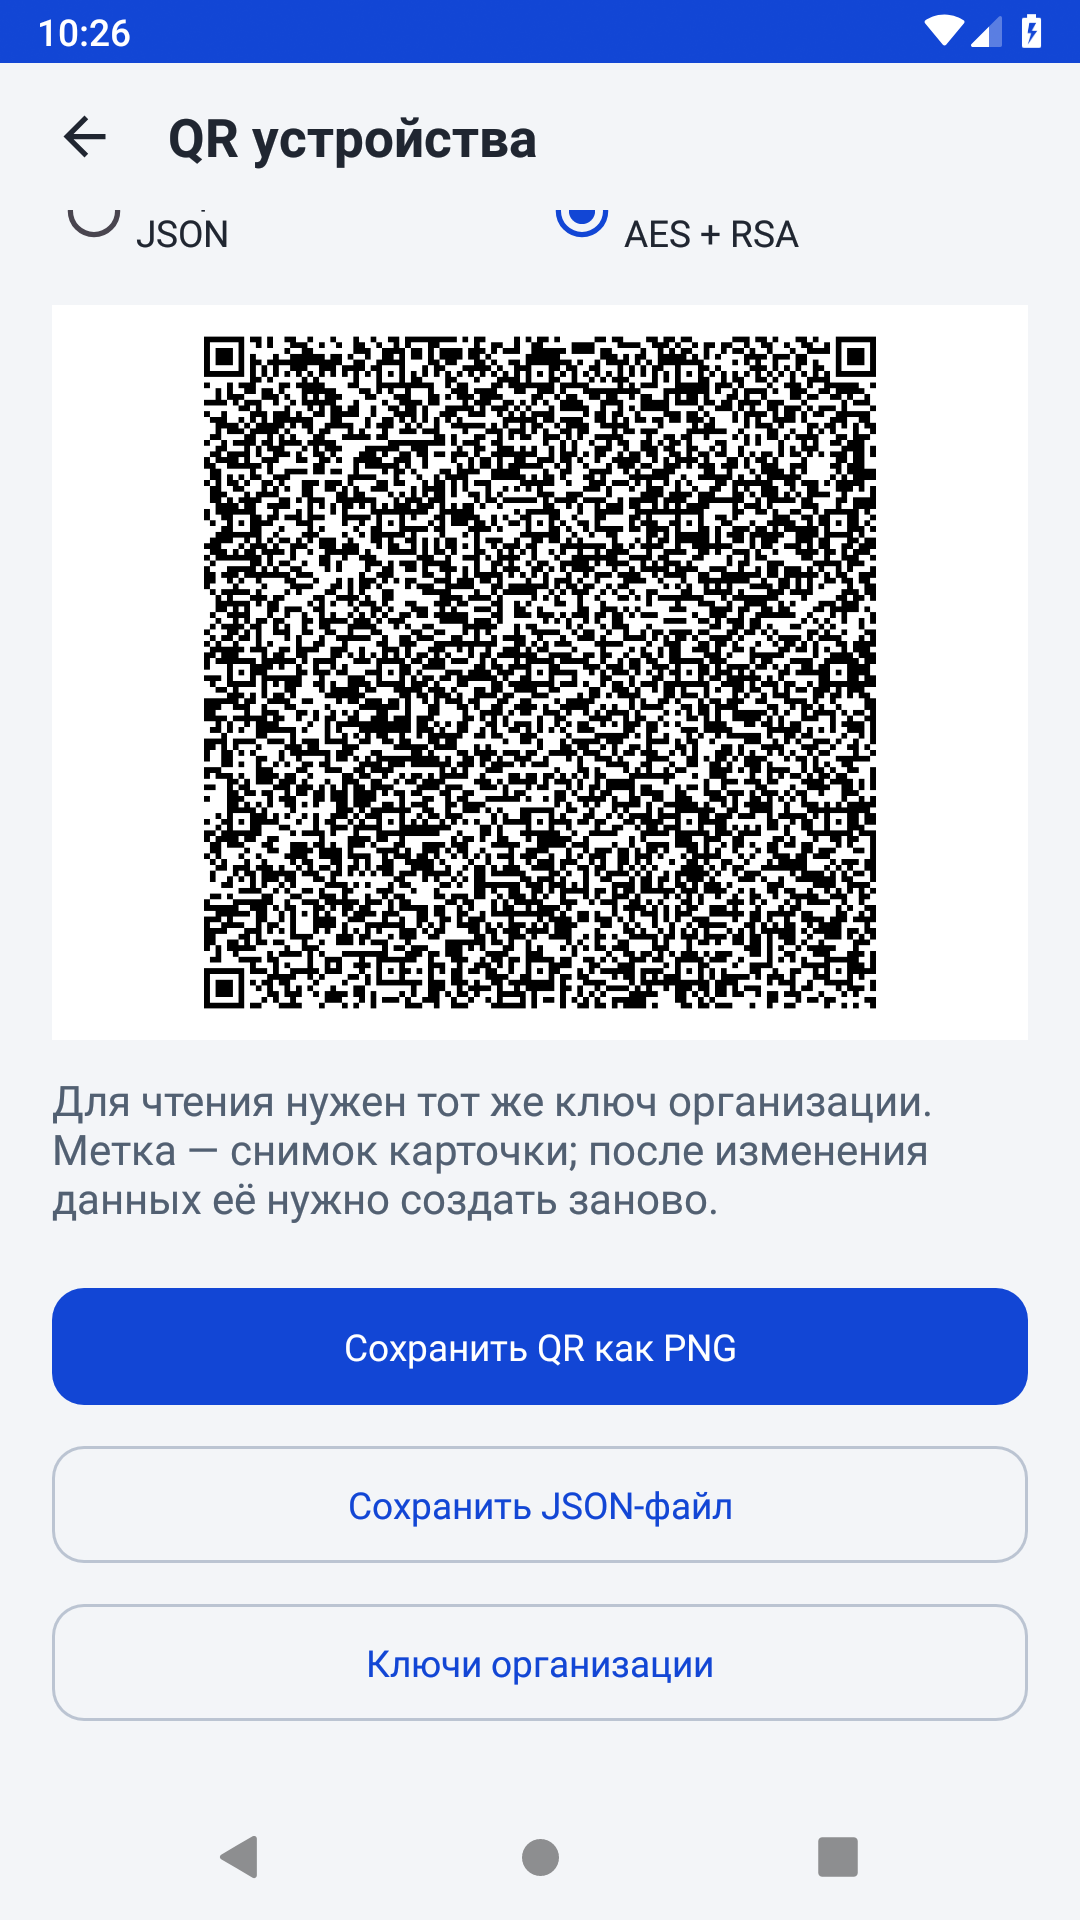 10:26
QR устройства
JSON
AES + RSA
Для чтения нужен тот же ключ организации.
Метка — снимок карточки; после изменения
данных её нужно создать заново.
Сохранить QR как PNG
Сохранить JSON-файл
Ключи организации